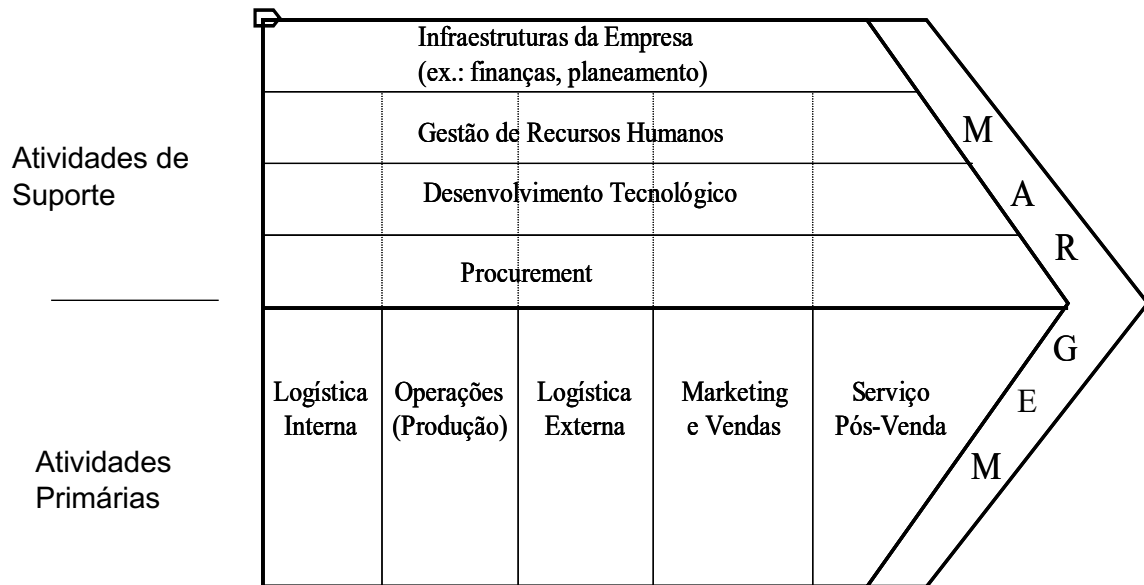 Infraestruturas da Empresa
(ex.: finanças, planeamento)
Gestão de Recursos Humanos
Desenvolvimento Tecnológico
Procurement
Atividades de
Suporte
Logística
Interna
Operações
(Produção)
Logística
Externa
Marketing
e Vendas
Serviço
Pós-Venda
Atividades
Primárias
M
A
R
G
E
M